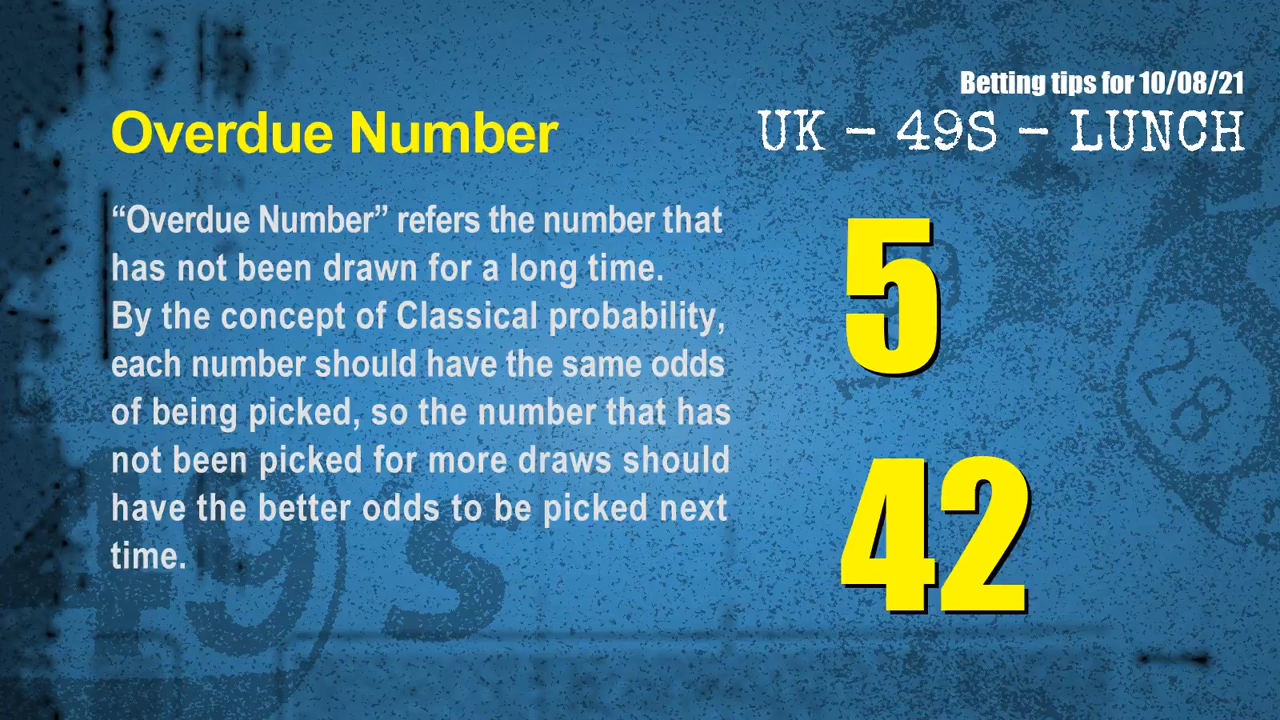 Betting tips for 10/08/21
UK - 49S - LUNCH
Overdue Number
“Overdue Number” refers the number that
has not been drawn for a long time.
By the concept of Classical probability,
each number should have the same odds
of being picked, so the number that has
not been picked for more draws should
have the better odds to be picked next
time.
5
42
49s
28